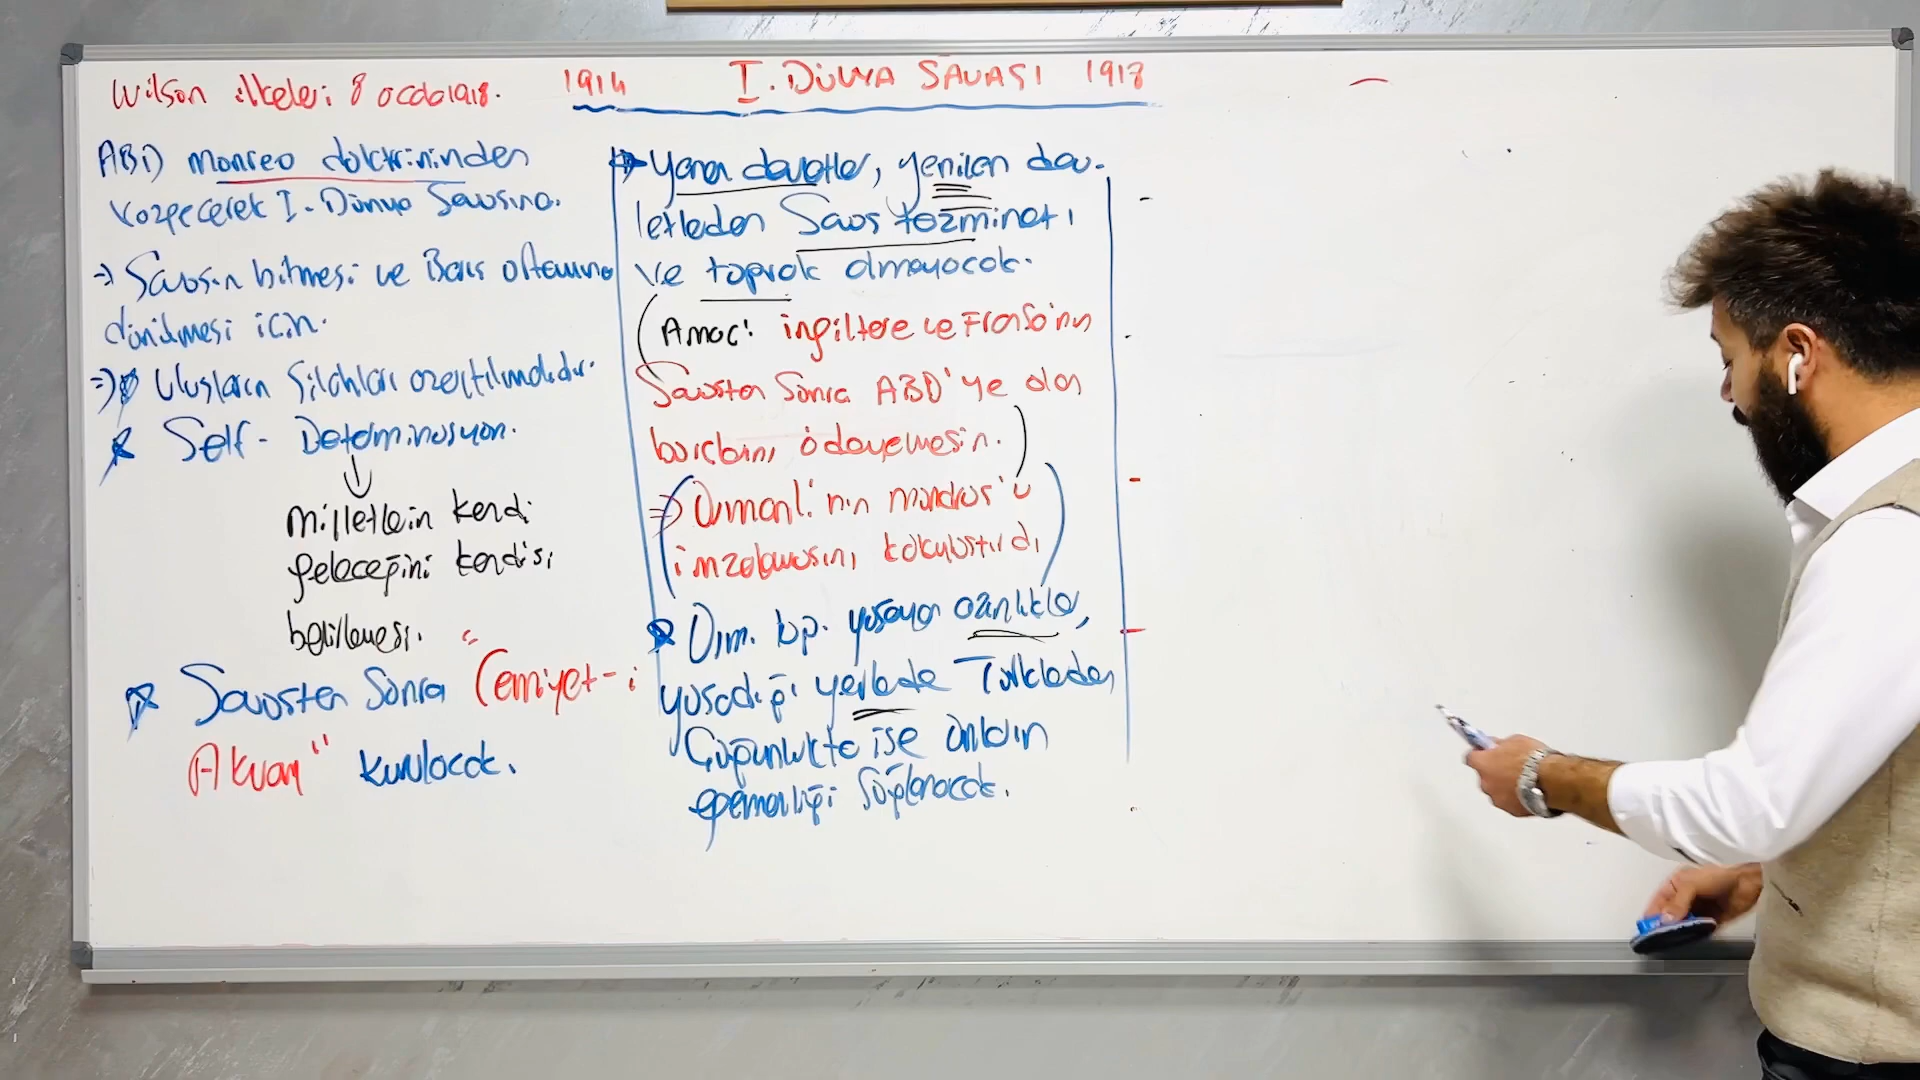 I. DÜNYA SAVAŞI
1914
1918
Wilson ilkeleri 8 ocak 1918.
ABD Monreo doktrininden
vazgeçerek I. Dünya Savaşına.
⇒ Savaşın bitmesi ve Barış ortamına
dönülmesi için.
⇒ Ulusların Silahları azaltılmalıdır.
Self-Determinasyon.
↓
Milletlerin kendi
geleceğini kendisi
belirlemesi.
Savaştan Sonra "Cemiyet-i
Akvam" kurulacak.
Yenen devletler, yenilen dev-
letlerden Savaş tazminatı
ve toprak almayacak.
(Amaç: ingiltere ve Fransa'nın
Savaştan Sonra ABD'ye olan
borçlarını ödeyemesin.)
(⇒ Osmanlı'nın mondros'u
imzalamasını kolaylaştırdı)
Osm. top. yaşayan azınlıklar,
yaşadığı yerlerde Türklerden
Çoğunlukta ise onların
egemenliği Sağlanacak.